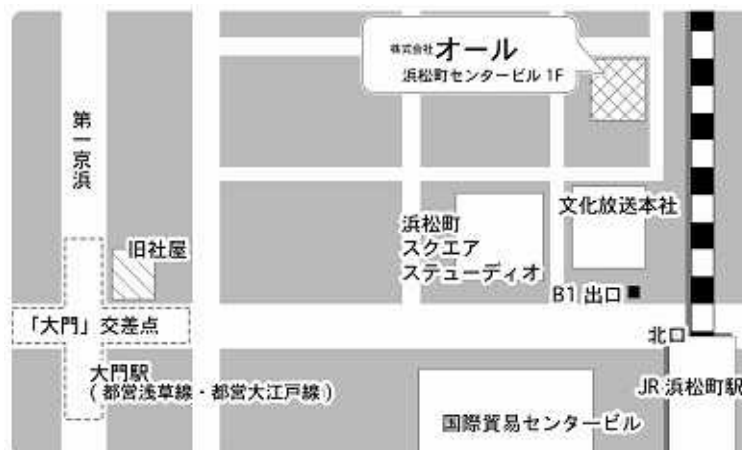 株式会社オール
浜松町センタービル 1F
第一京浜
旧社屋
浜松町
スクエア
ステューディオ
文化放送本社
B1 出口
「大門」交差点
北口
大門駅
( 都営浅草線・都営大江戸線 )
JR 浜松町駅
国際貿易センタービル